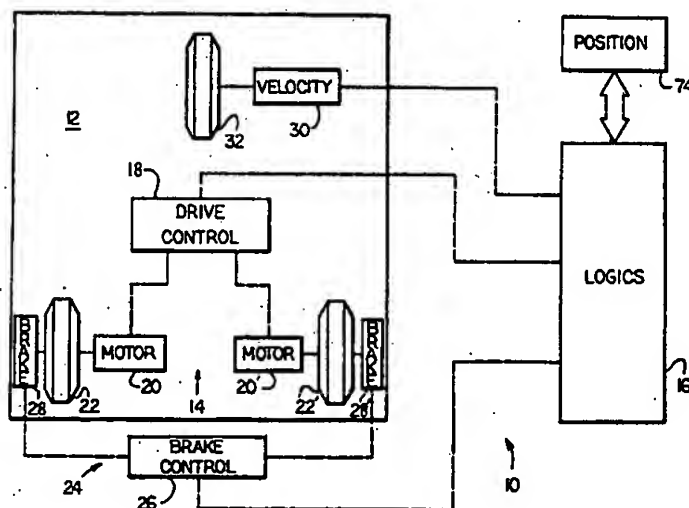 POSITION
74
12
VELOCITY
30
32
18
DRIVE
CONTROL
LOGICS
BRAKE
28
22
MOTOR
20
14
MOTOR
20'
22'
BRAKE
28'
16
BRAKE
CONTROL
24
26
10